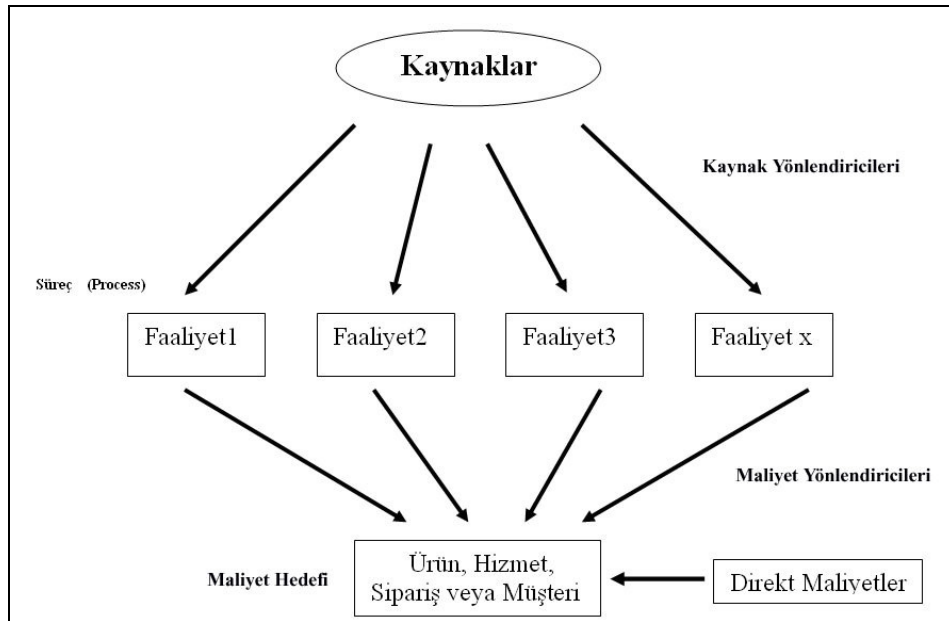 Kaynaklar
Kaynak Yönlendiricileri
Süreç (Process)
Faaliyet1
Faaliyet2
Faaliyet3
Faaliyet x
Maliyet Yönlendiricileri
Maliyet Hedefi
Ürün, Hizmet,
Sipariş veya Müşteri
Direkt Maliyetler